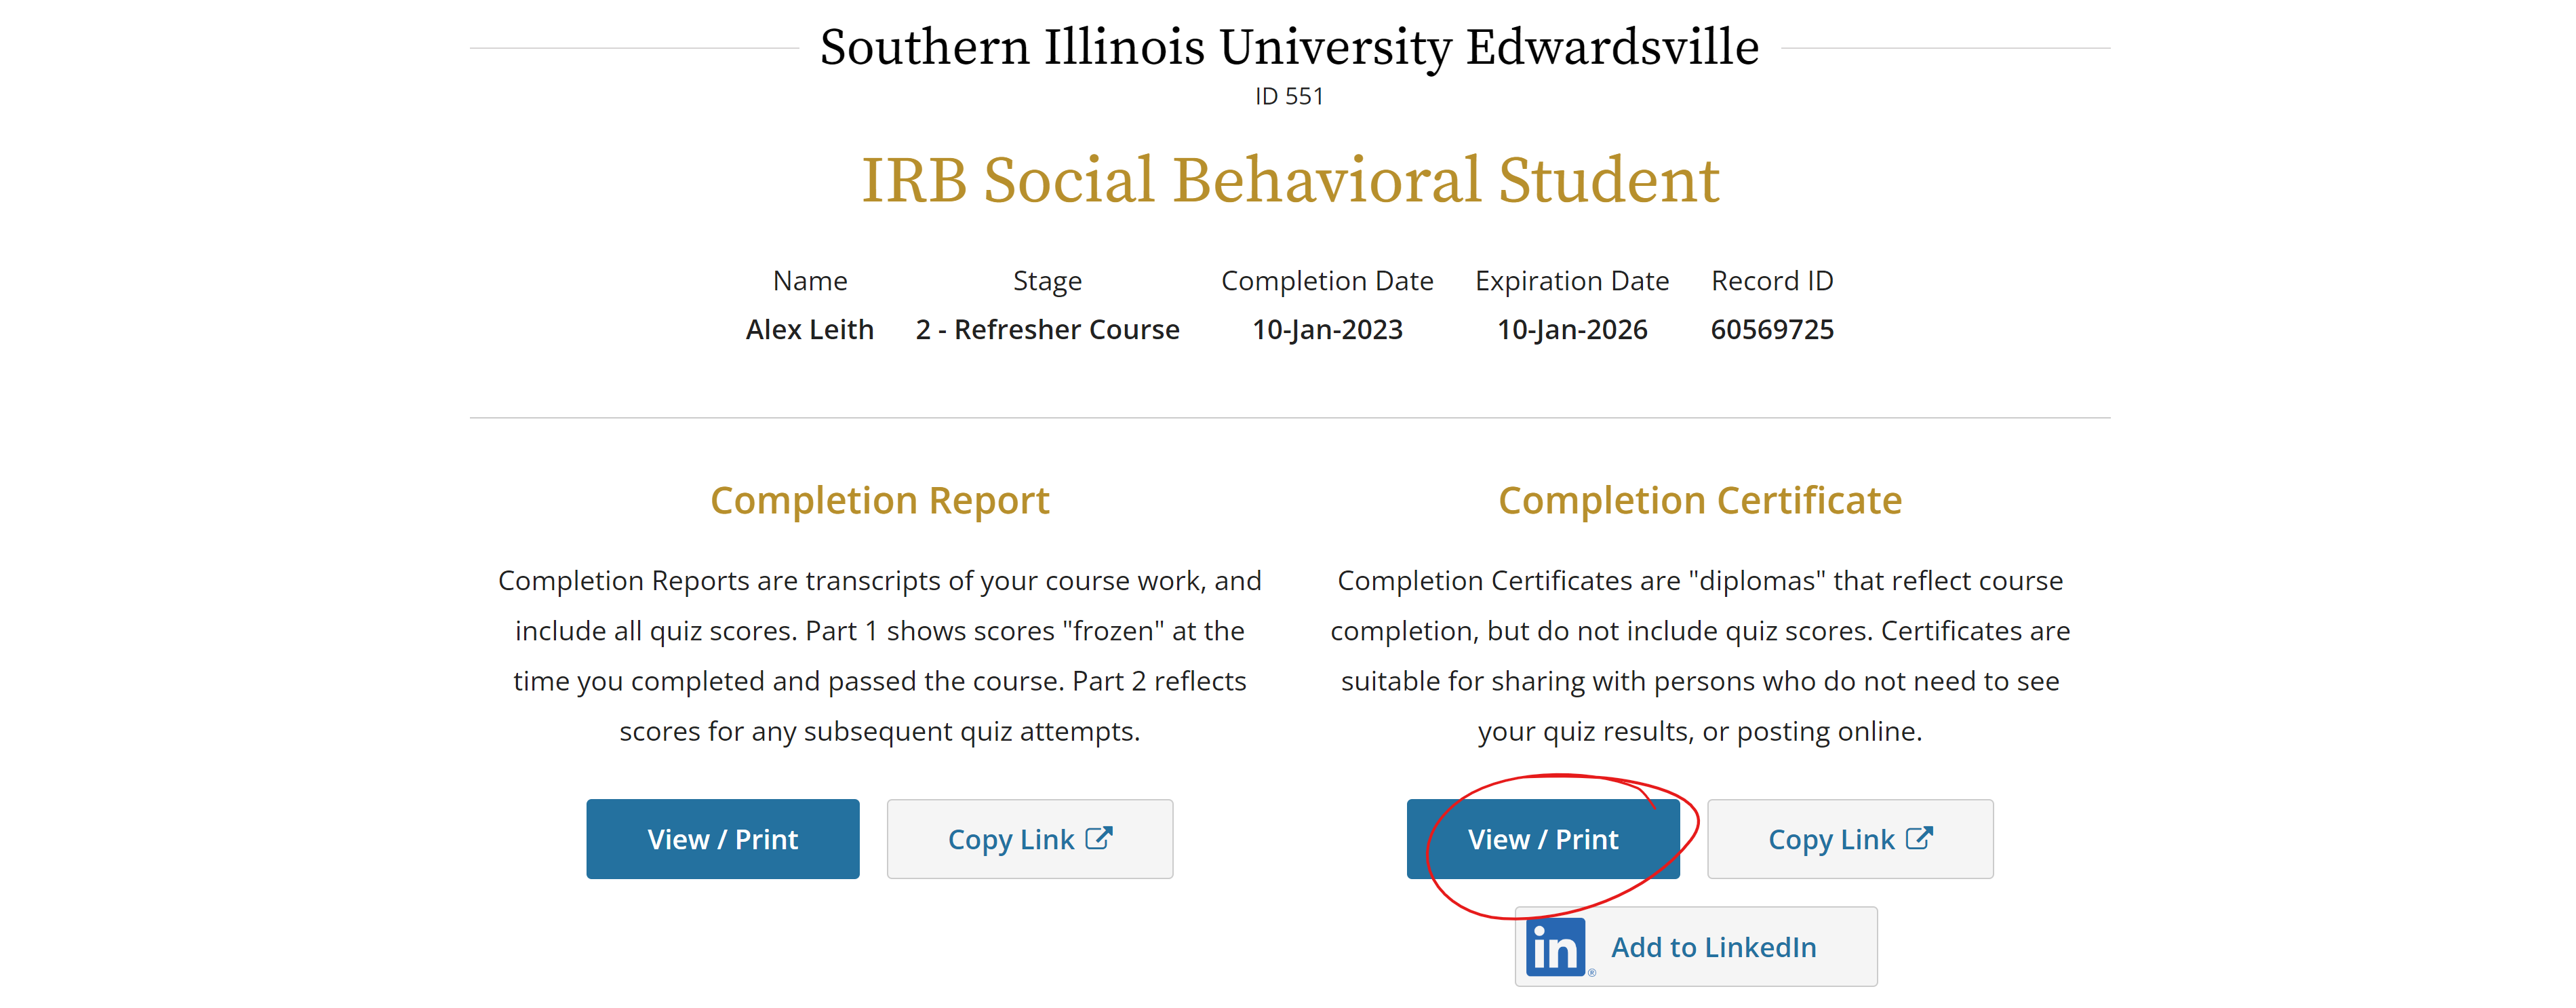 Southern Illinois University Edwardsville
ID 551
IRB Social Behavioral Student
Name Stage Completion Date Expiration Date Record ID
Alex Leith 2 - Refresher Course 10-Jan-2023 10-Jan-2026 60569725
Completion Report
Completion Reports are transcripts of your course work, and
include all quiz scores. Part 1 shows scores "frozen" at the
time you completed and passed the course. Part 2 reflects
scores for any subsequent quiz attempts.
View / Print Copy Link
Completion Certificate
Completion Certificates are "diplomas" that reflect course
completion, but do not include quiz scores. Certificates are
suitable for sharing with persons who do not need to see
your quiz results, or posting online.
View / Print Copy Link
in® Add to LinkedIn